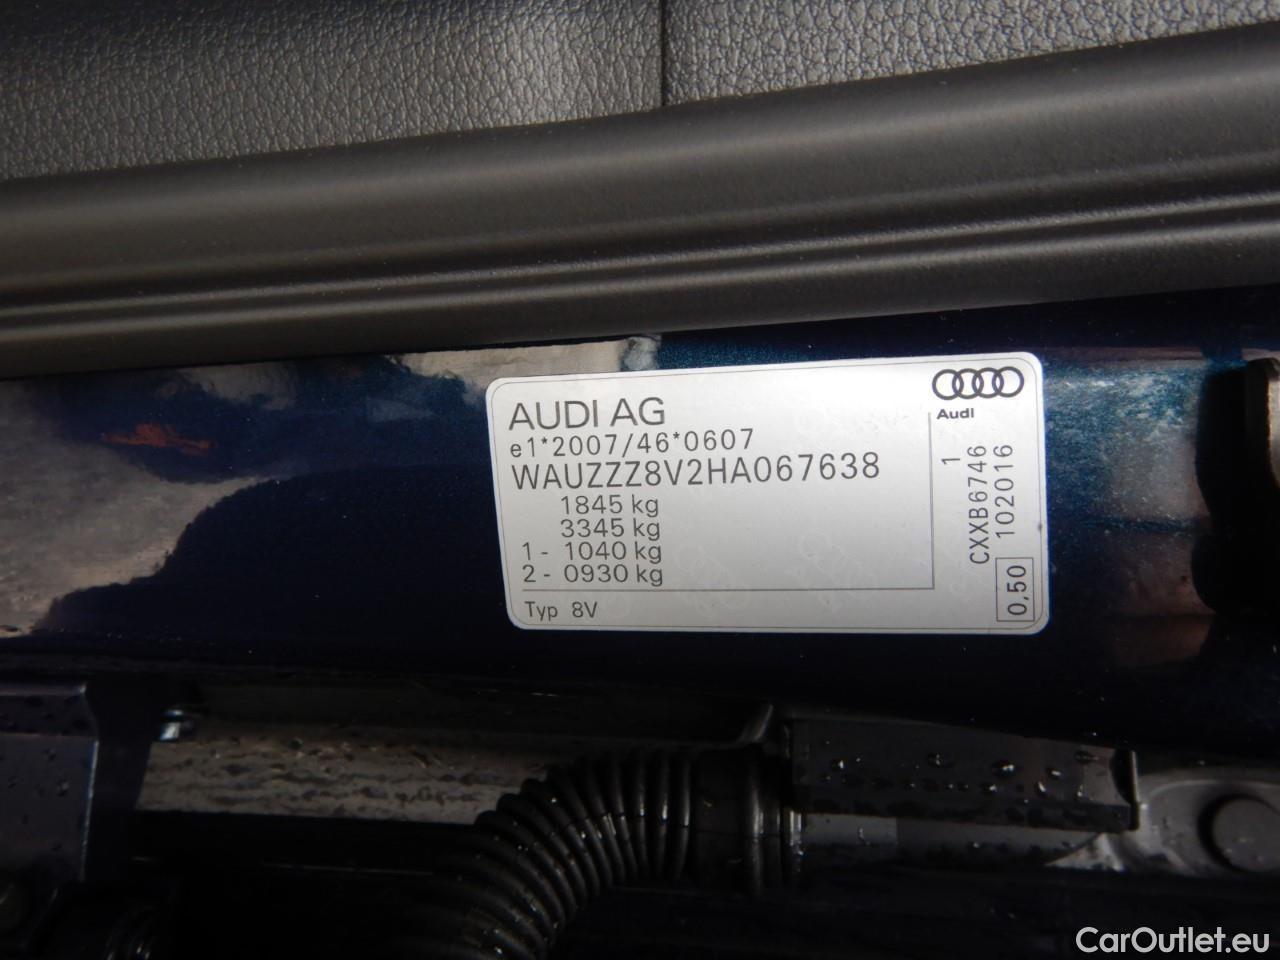 AUDI AG
e1*2007/46*0607
WAUZZZ8V2HA067638
1845 kg
3345 kg
1 - 1040 kg
2 - 0930 kg
Typ 8V
Audi
1
CXXB6746
102016
0,50
CarOutlet.eu